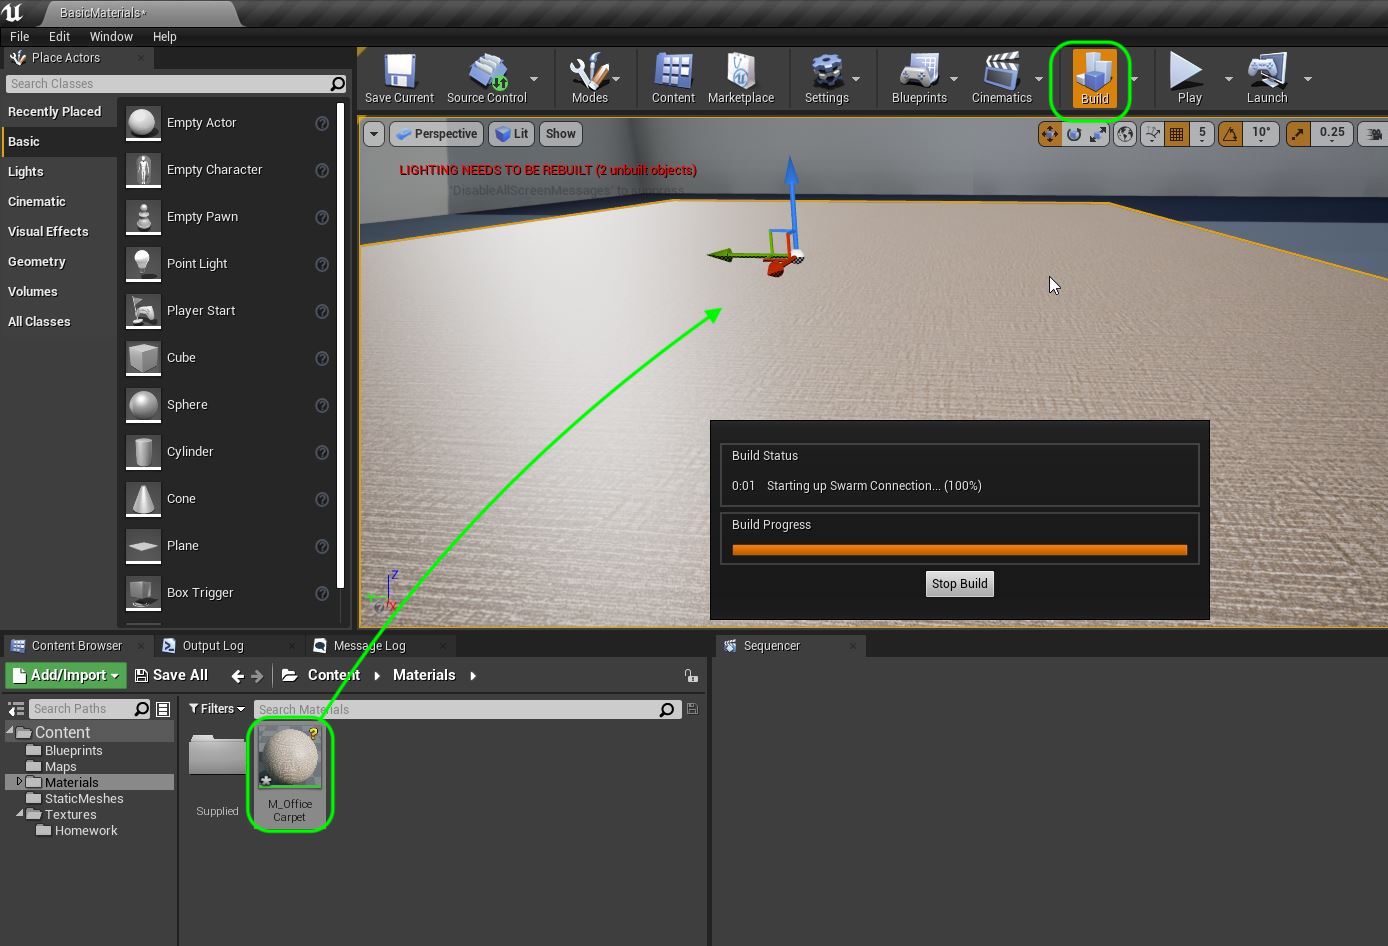 BasicMaterials*
File Edit Window Help
Place Actors
Search Classes
Recently Placed
Basic
Lights
Cinematic
Visual Effects
Geometry
Volumes
All Classes
Empty Actor
Empty Character
Empty Pawn
Point Light
Player Start
Cube
Sphere
Cylinder
Cone
Plane
Box Trigger
Save Current Source Control Modes Content Marketplace Settings Blueprints Cinematics Build Play Launch
Perspective Lit Show 5 10° 0.25
LIGHTING NEEDS TO BE REBUILT (2 unbuilt objects)
'DisableAllScreenMessages' to suppress
Z
X
Build Status
0:01 Starting up Swarm Connection... (100%)
Build Progress
Stop Build
Content Browser Output Log Message Log
Add/Import Save All Content Materials
Search Paths
Content
Blueprints
Maps
Materials
StaticMeshes
Textures
Homework
Filters Search Materials
Supplied
M_Office
Carpet
Sequencer